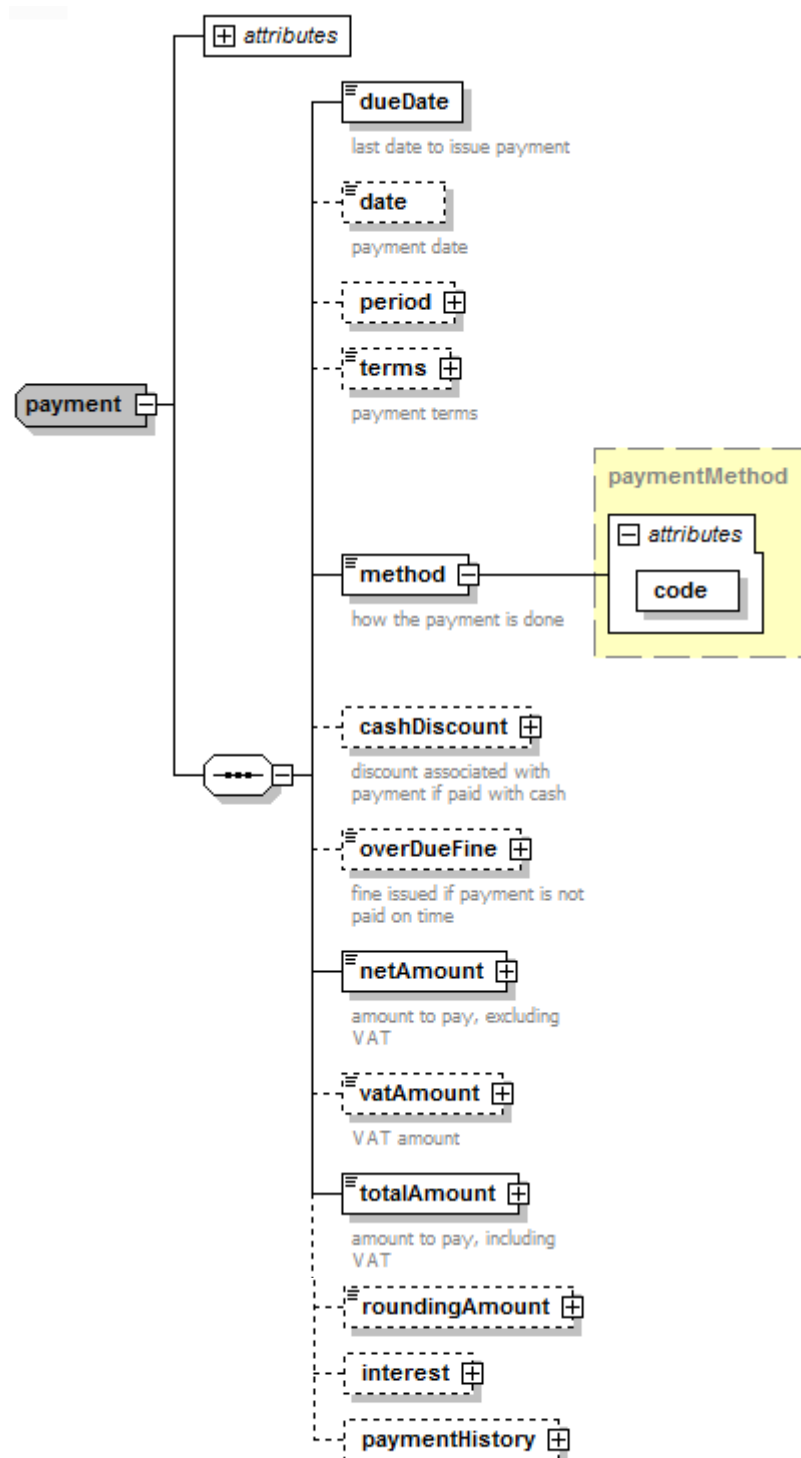 attributes
dueDate
last date to issue payment
date
payment date
period
terms
payment terms
payment
paymentMethod
attributes
method
code
how the payment is done
cashDiscount
discount associated with
payment if paid with cash
overDueFine
fine issued if payment is not
paid on time
netAmount
amount to pay, excluding
VAT
vatAmount
VAT amount
totalAmount
amount to pay, including
VAT
roundingAmount
interest
paymentHistory